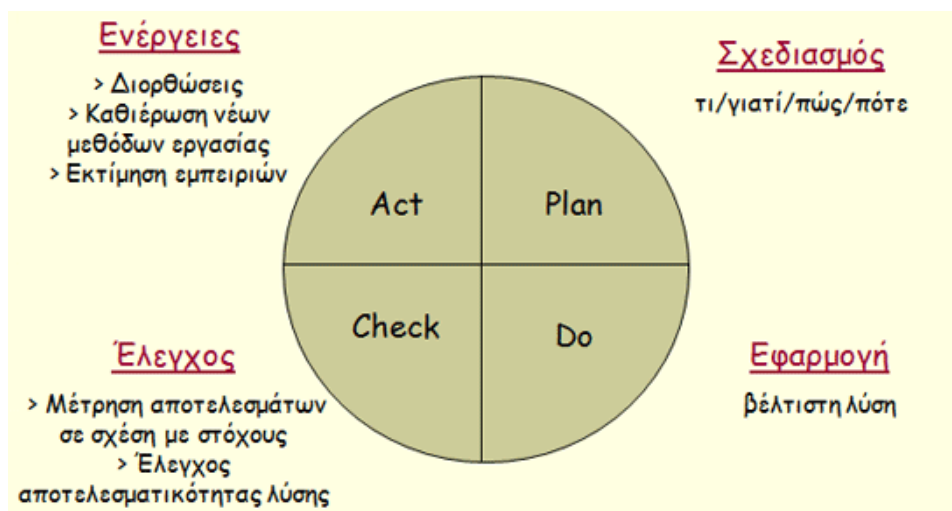 Ενέργειες
> Διορθώσεις
> Καθιέρωση νέων
μεθόδων εργασίας
> Εκτίμηση εμπειριών
Σχεδιασμός
τι/γιατί/πώς/πότε
Act
Plan
Check
Do
Έλεγχος
> Μέτρηση αποτελεσμάτων
σε σχέση με στόχους
> Έλεγχος
αποτελεσματικότητας λύσης
Εφαρμογή
βέλτιστη λύση